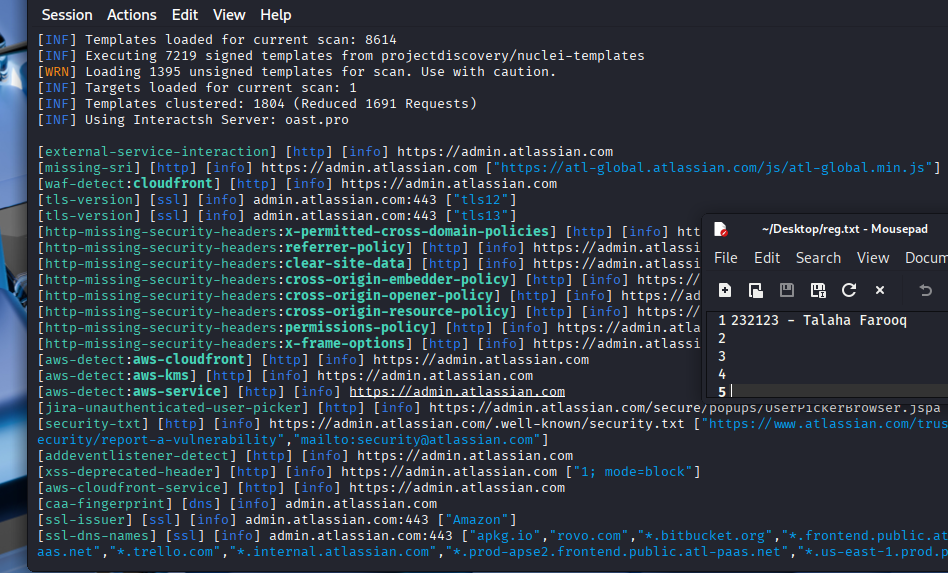 Session Actions Edit View Help
[INF] Templates loaded for current scan: 8614
[INF] Executing 7219 signed templates from projectdiscovery/nuclei-templates
[WRN] Loading 1395 unsigned templates for scan. Use with caution.
[INF] Targets loaded for current scan: 1
[INF] Templates clustered: 1804 (Reduced 1691 Requests)
[INF] Using Interactsh Server: oast.pro
[external-service-interaction] [http] [info] https://admin.atlassian.com
[missing-sri] [http] [info] https://admin.atlassian.com ["https://atl-global.atlassian.com/js/atl-global.min.js"]
[waf-detect:cloudfront] [http] [info] https://admin.atlassian.com
[tls-version] [ssl] [info] admin.atlassian.com:443 ["tls12"]
[tls-version] [ssl] [info] admin.atlassian.com:443 ["tls13"]
[http-missing-security-headers:x-permitted-cross-domain-policies] [http] [info] htt
[http-missing-security-headers:referrer-policy] [http] [info] https://admin.atlassi
[http-missing-security-headers:clear-site-data] [http] [info] https://admin.atlassi
[http-missing-security-headers:cross-origin-embedder-policy] [http] [info] https://
[http-missing-security-headers:cross-origin-opener-policy] [http] [info] https://ad
[http-missing-security-headers:cross-origin-resource-policy] [http] [info] https://
[http-missing-security-headers:permissions-policy] [http] [info] https://admin.atla
[http-missing-security-headers:x-frame-options] [http] [info] https://admin.atlassi
[aws-detect:aws-cloudfront] [http] [info] https://admin.atlassian.com
[aws-detect:aws-kms] [http] [info] https://admin.atlassian.com
[aws-detect:aws-service] [http] [info] https://admin.atlassian.com
[jira-unauthenticated-user-picker] [http] [info] https://admin.atlassian.com/secure/popups/UserPickerBrowser.jspa
[security-txt] [http] [info] https://admin.atlassian.com/.well-known/security.txt ["https://www.atlassian.com/trus
ecurity/report-a-vulnerability","mailto:security@atlassian.com"]
[addeventlistener-detect] [http] [info] https://admin.atlassian.com
[xss-deprecated-header] [http] [info] https://admin.atlassian.com ["1; mode=block"]
[aws-cloudfront-service] [http] [info] https://admin.atlassian.com
[caa-fingerprint] [dns] [info] admin.atlassian.com
[ssl-issuer] [ssl] [info] admin.atlassian.com:443 ["Amazon"]
[ssl-dns-names] [ssl] [info] admin.atlassian.com:443 ["apkg.io","rovo.com","*.bitbucket.org","*.frontend.public.atl
aas.net","*.trello.com","*.internal.atlassian.com","*.prod-apse2.frontend.public.atl-paas.net","*.us-east-1.prod.p
~/Desktop/reg.txt - Mousepad
File Edit Search View Docum
1 232123 - Talaha Farooq
2
3
4
5